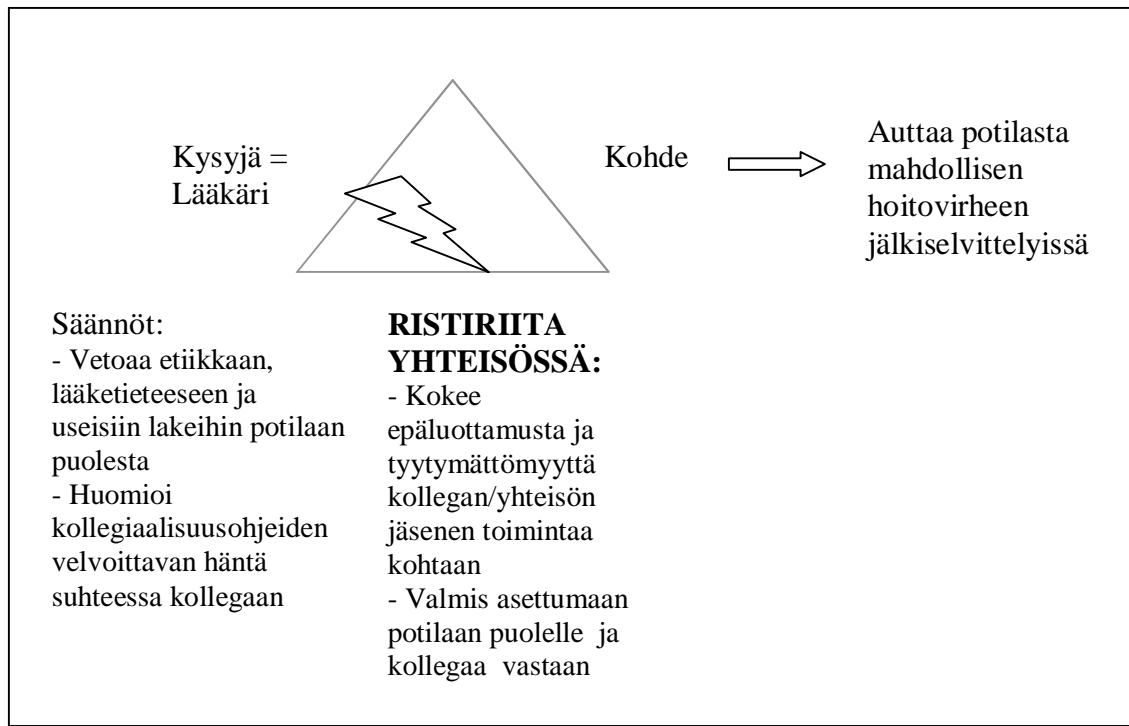 Kysyjä =
Lääkäri
Kohde
Auttaa potilasta
mahdollisen
hoitovirheen
jälkiselvittelyissä
Säännöt:
- Vetoaa etiikkaan,
lääketieteeseen ja
useisiin lakeihin potilaan
puolesta
- Huomioi
kollegiaalisuusohjeiden
velvoittavan häntä
suhteessa kollegaan
RISTIRIITA
YHTEISÖSSÄ:
- Kokee
epäluottamusta ja
tyytymättömyyttä
kollegan/yhteisön
jäsenen toimintaa
kohtaan
- Valmis asettumaan
potilaan puolelle ja
kollegaa vastaan